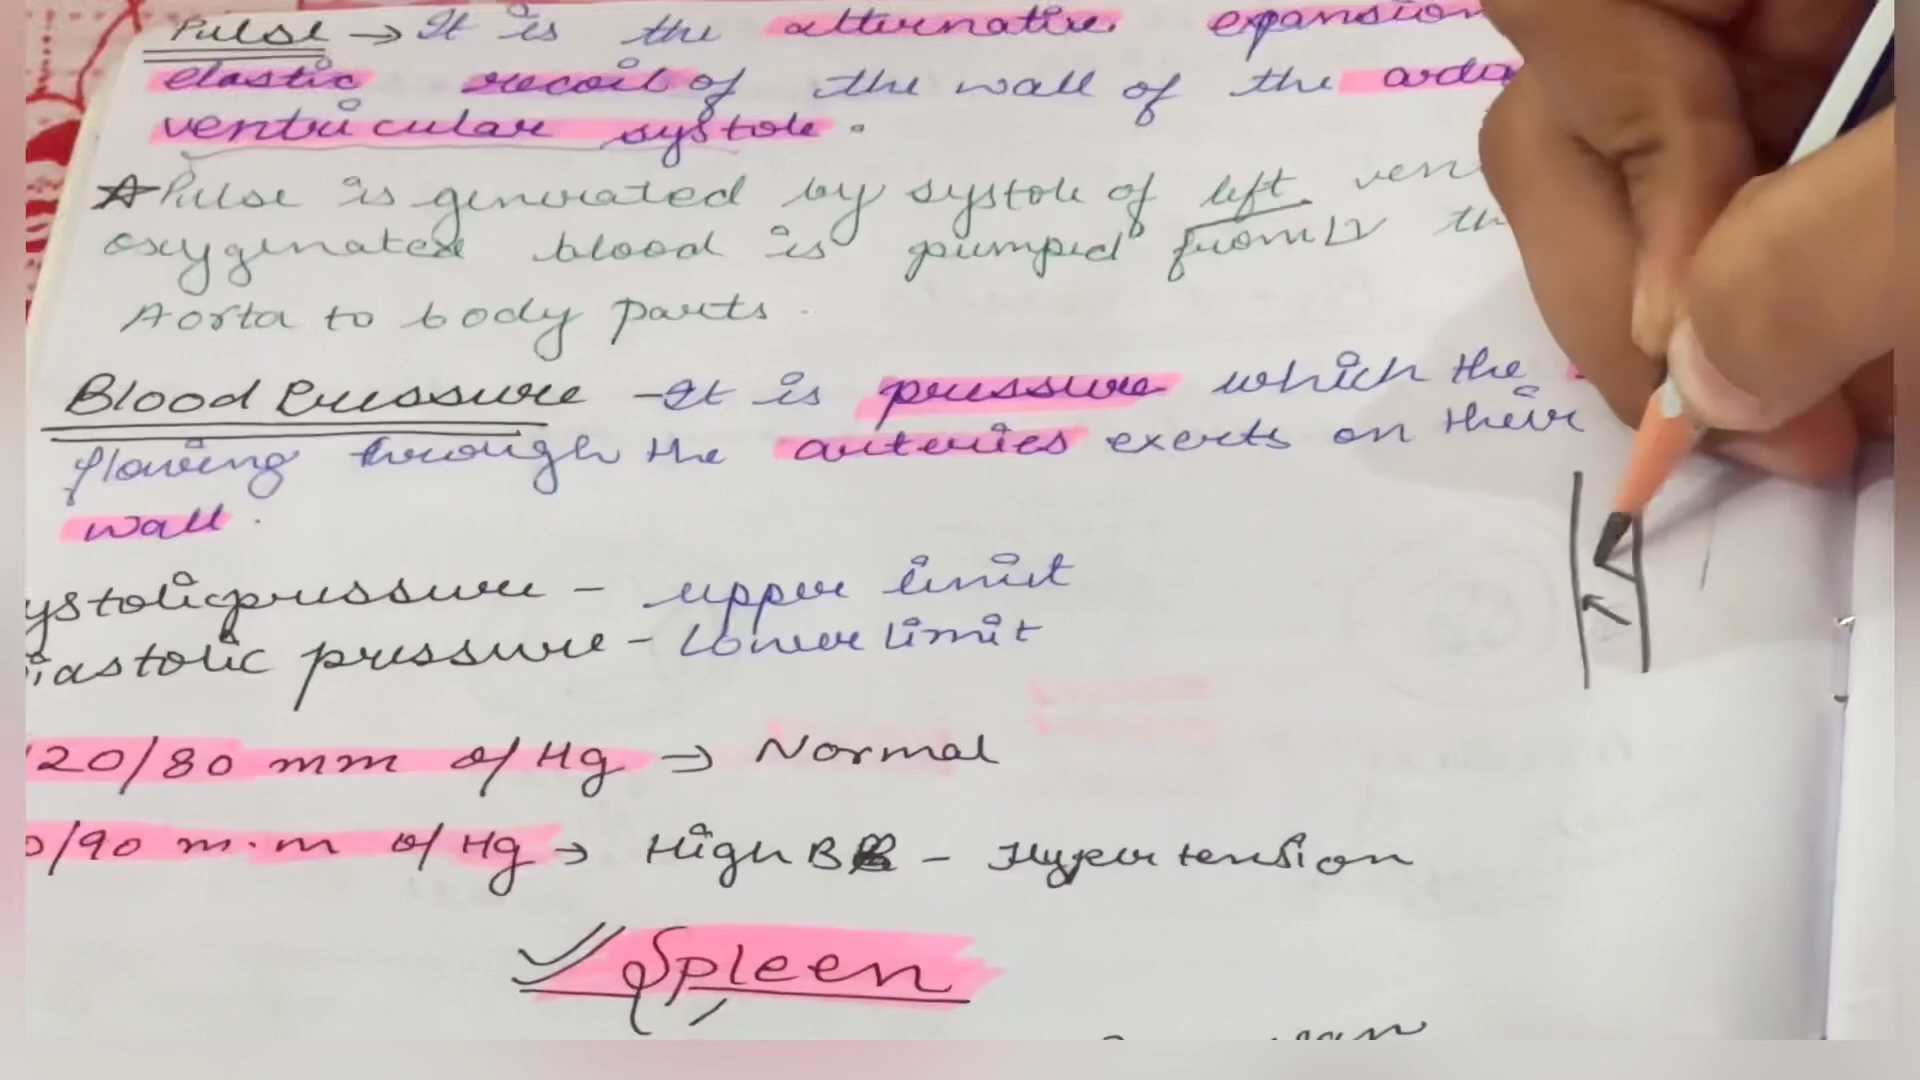 Pulse → It is the alternative expansion
elastic recoil of the wall of the
ventricular systole.
Pulse is generated by systole of left ven
oxygenated blood is pumped from LV
Aorta to body parts.
Blood Pressure - It is pressure which the
flowing through the arteries exerts on their
wall.
ystolic pressure - upper limit
iastolic pressure - Lower limit
120/80 mm of Hg → Normal
0/90 m.m of Hg → High B - Hypertension
Spleen